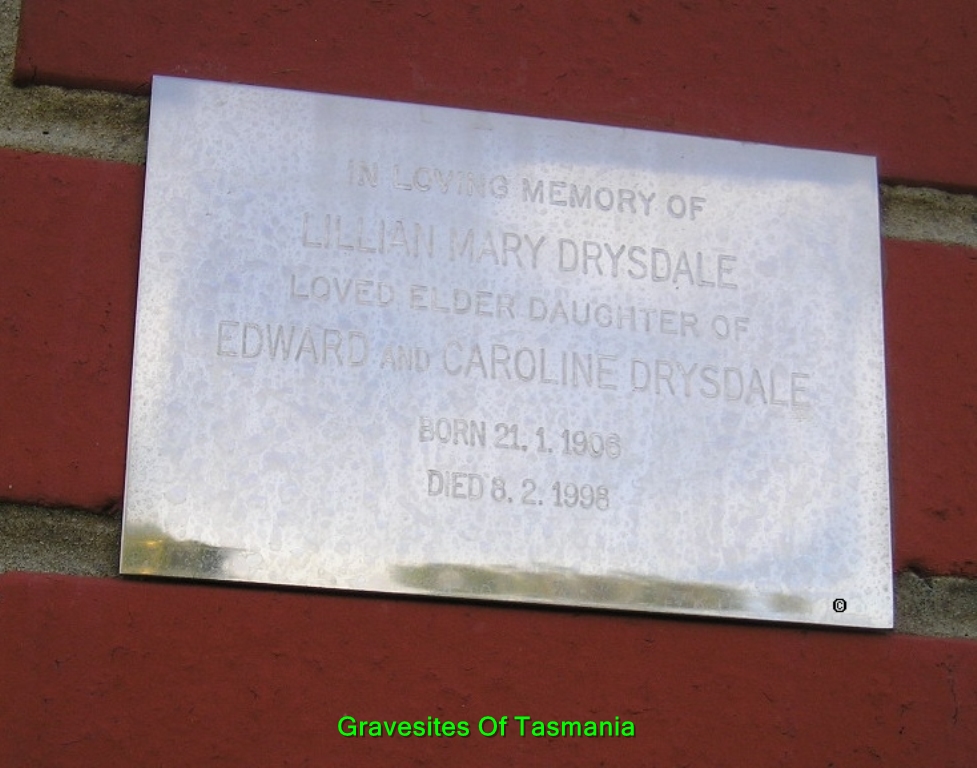 IN LOVING MEMORY OF
LILLIAN MARY DRYSDALE
LOVED ELDER DAUGHTER OF
EDWARD AND CAROLINE DRYSDALE
BORN 21. 1. 1906
DIED 8. 2. 1998
©
Gravesites Of Tasmania